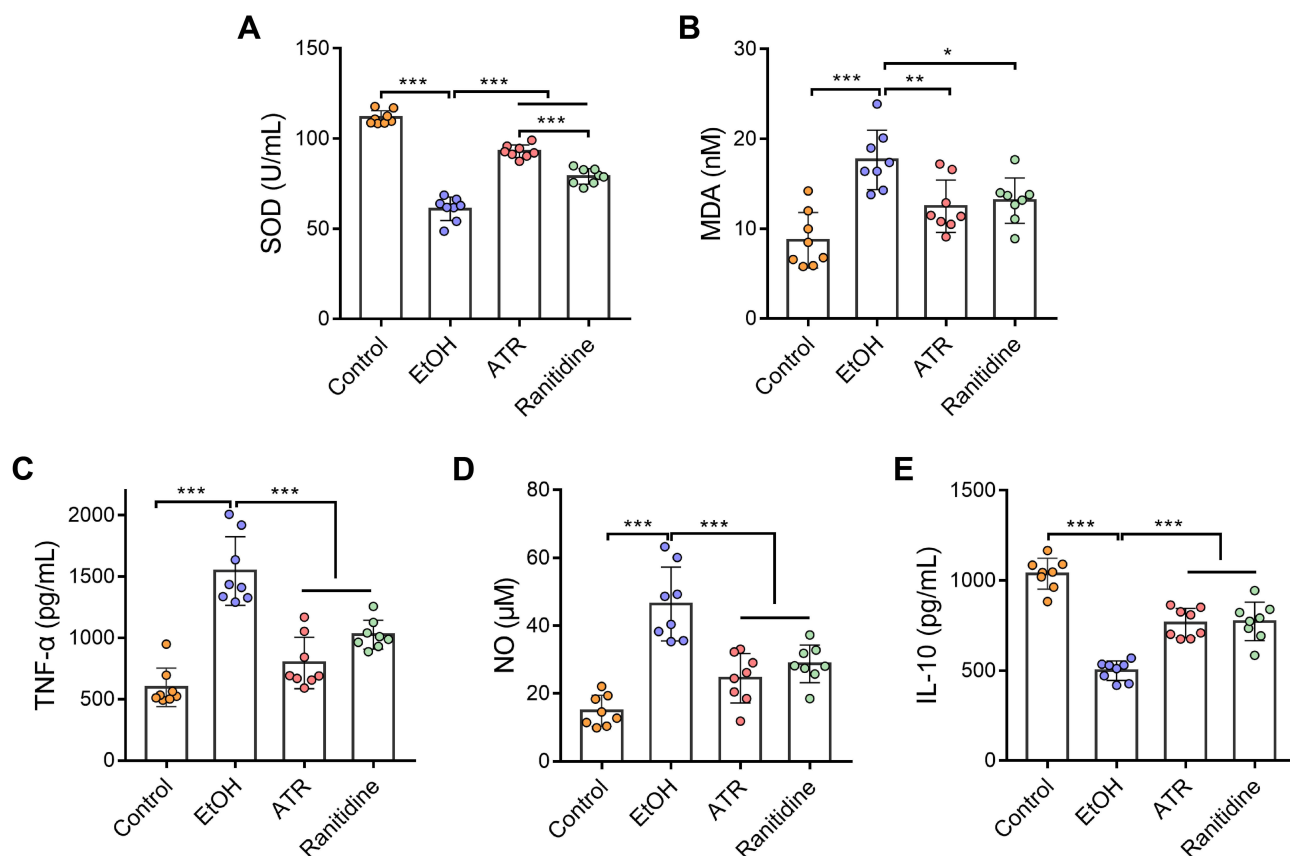 A
SOD (U/mL)
150
100
50
0
***
***
***
Control
EtOH
ATR
Ranitidine
B
MDA (nM)
30
20
10
0
***
**
*
Control
EtOH
ATR
Ranitidine
C
TNF-α (pg/mL)
2000
1500
1000
500
0
***
***
Control
EtOH
ATR
Ranitidine
D
NO (μM)
80
60
40
20
0
***
***
Control
EtOH
ATR
Ranitidine
E
IL-10 (pg/mL)
1500
1000
500
0
***
***
Control
EtOH
ATR
Ranitidine